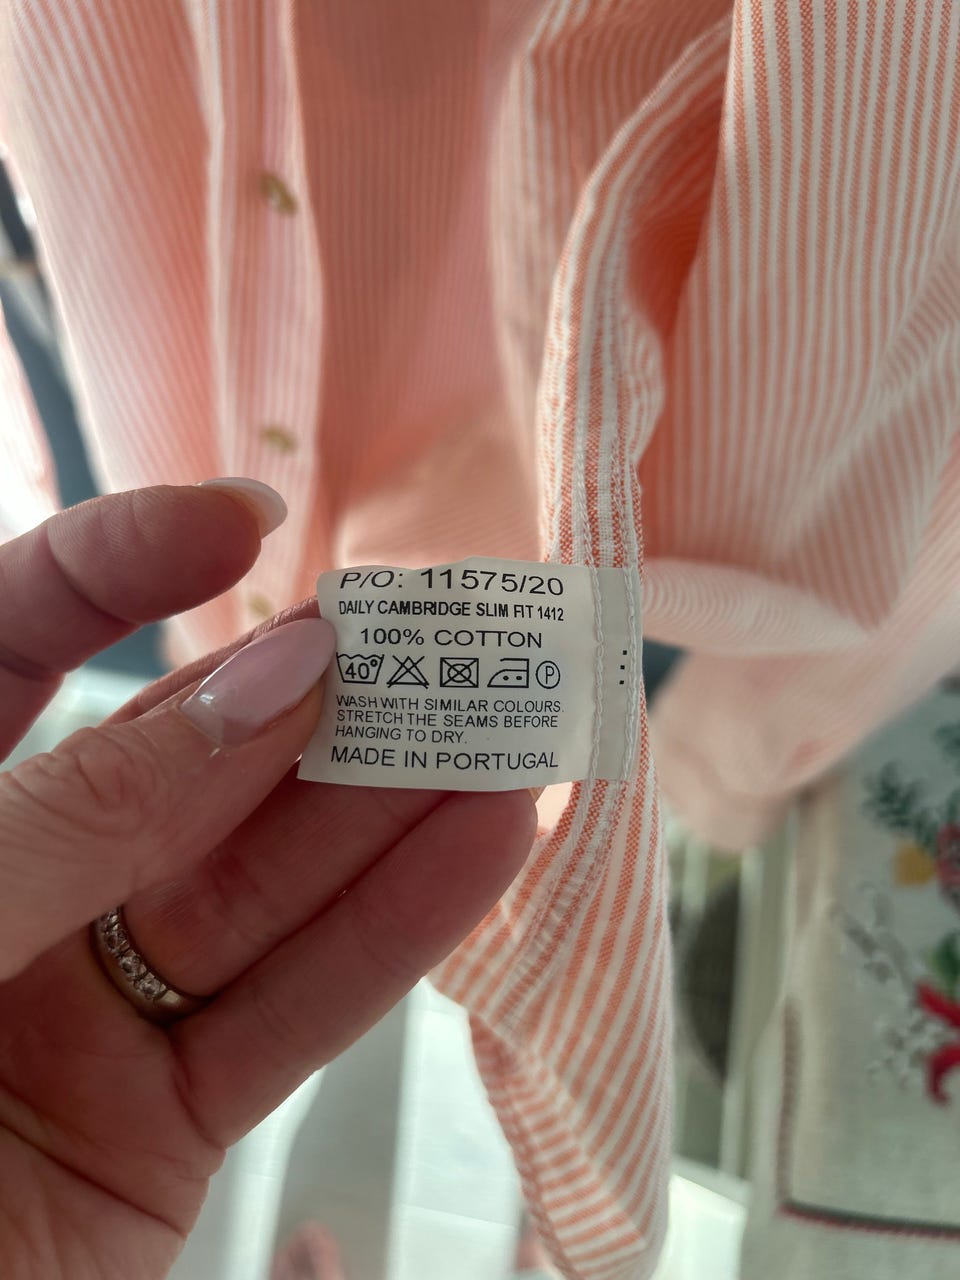 P/O: 11575/20
DAILY CAMBRIDGE SLIM FIT 1412
100% COTTON
40° P
WASH WITH SIMILAR COLOURS.
STRETCH THE SEAMS BEFORE
HANGING TO DRY.
MADE IN PORTUGAL